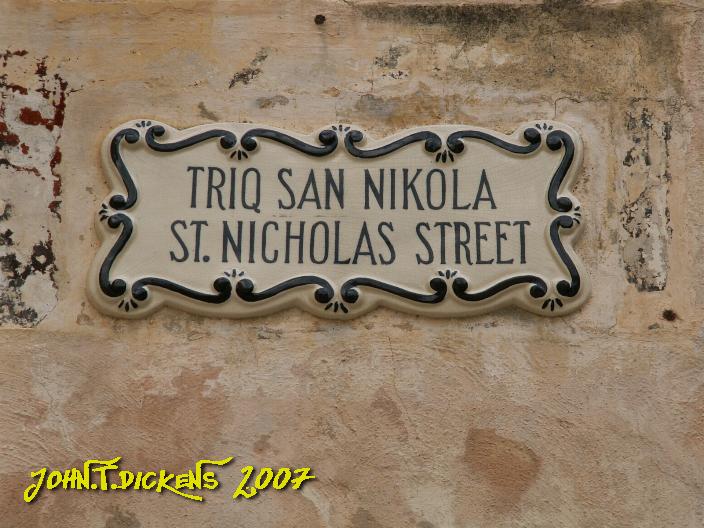 TRIQ SAN NIKOLA
ST. NICHOLAS STREET
JOHN.T.DICKENS 2007